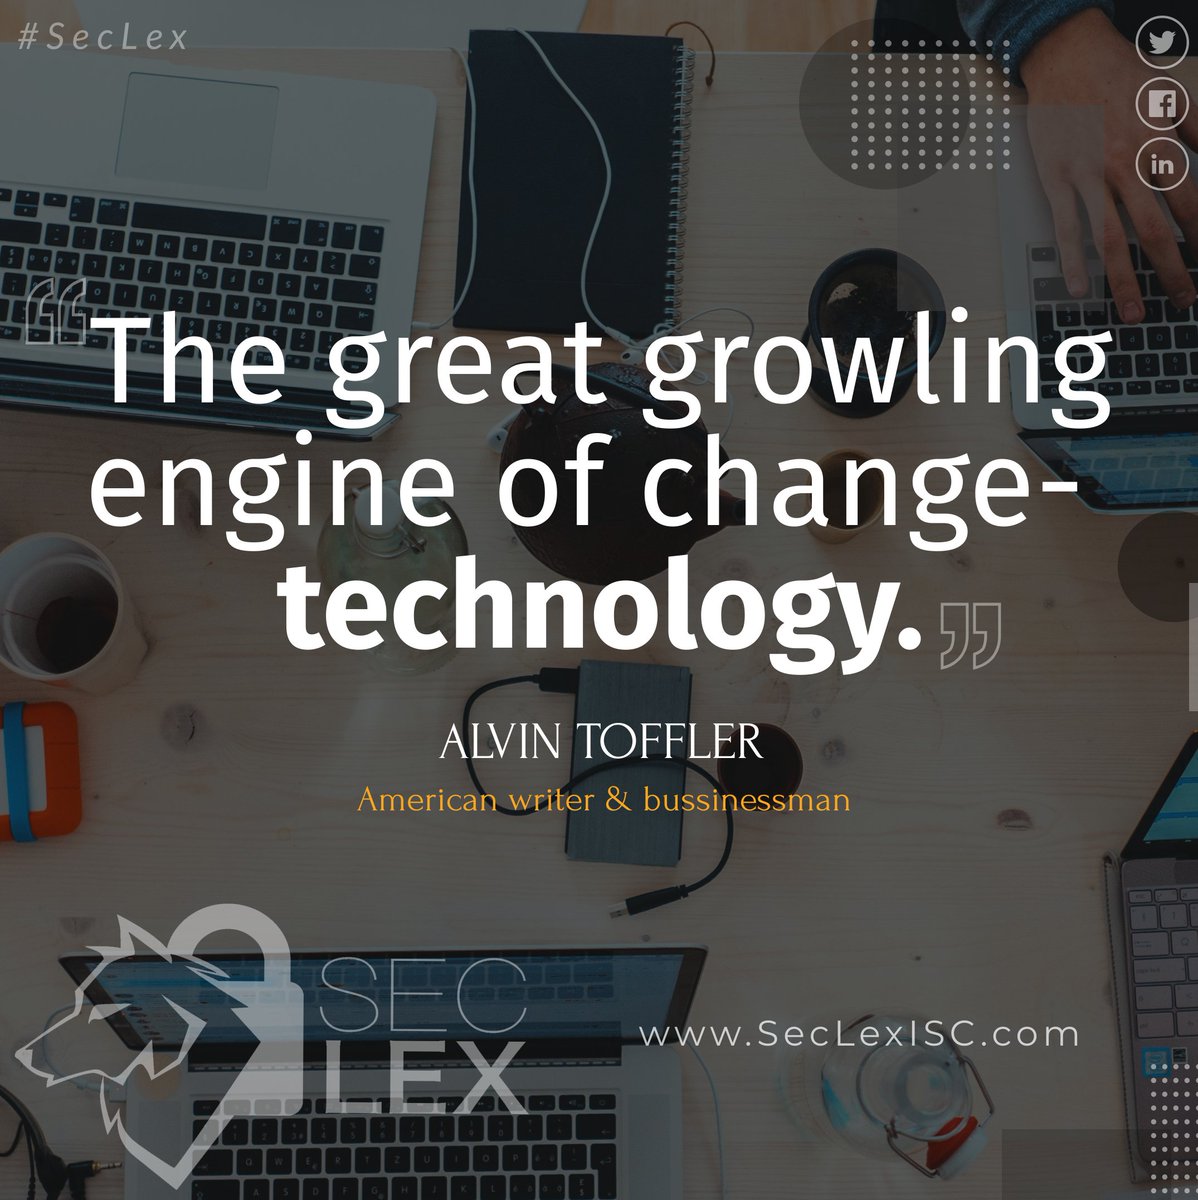 #SecLex
“The great growling
engine of change-
technology.”
ALVIN TOFFLER
American writer & bussinessman
SEC
LEX
www.SecLexISC.com